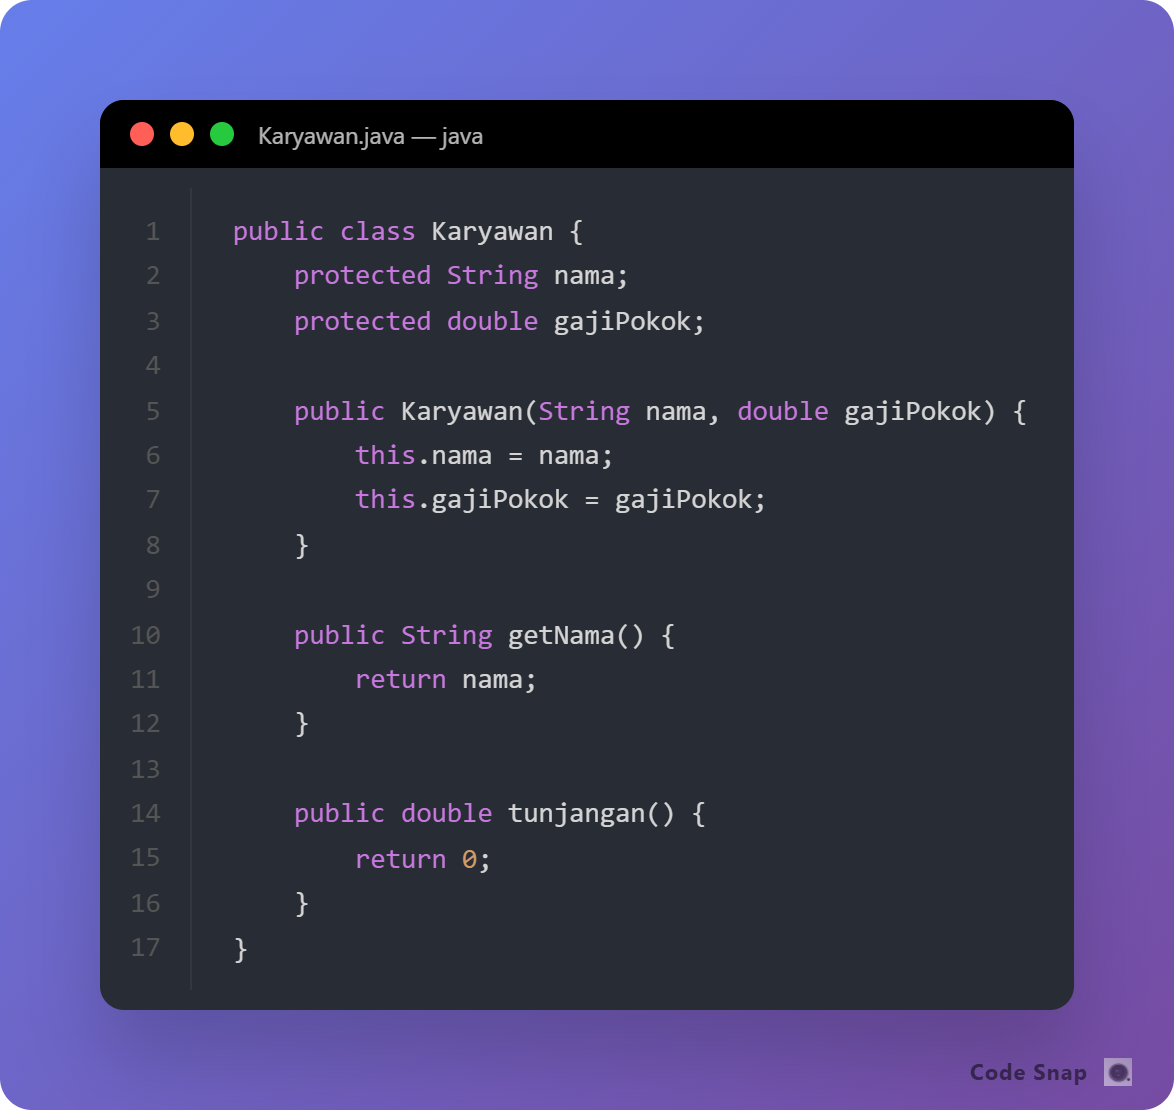 Karyawan.java — java
1 public class Karyawan {
2     protected String nama;
3     protected double gajiPokok;
4
5     public Karyawan(String nama, double gajiPokok) {
6         this.nama = nama;
7         this.gajiPokok = gajiPokok;
8     }
9
10     public String getNama() {
11         return nama;
12     }
13
14     public double tunjangan() {
15         return 0;
16     }
17 }
Code Snap